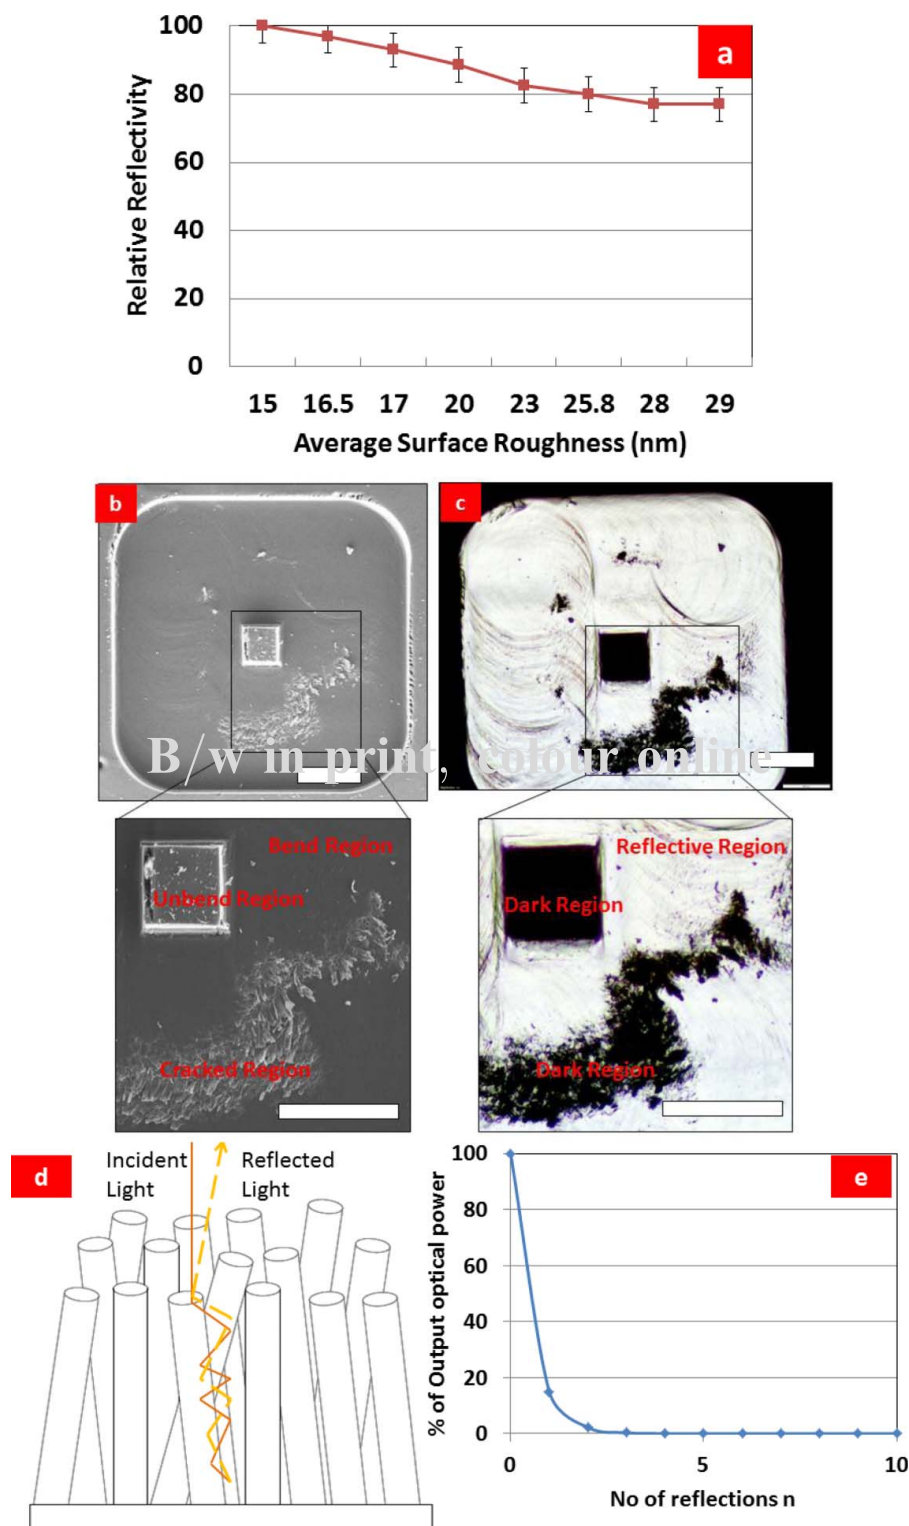 a
100
80
60
40
20
0
Relative Reflectivity
15 16.5 17 20 23 25.8 28 29
Average Surface Roughness (nm)
b
c
B/w in print, colour online
Bend Region
Unbend Region
Cracked Region
Reflective Region
Dark Region
Dark Region
d
Incident
Light
Reflected
Light
e
100
80
60
40
20
0
% of Output optical power
0 5 10
No of reflections n